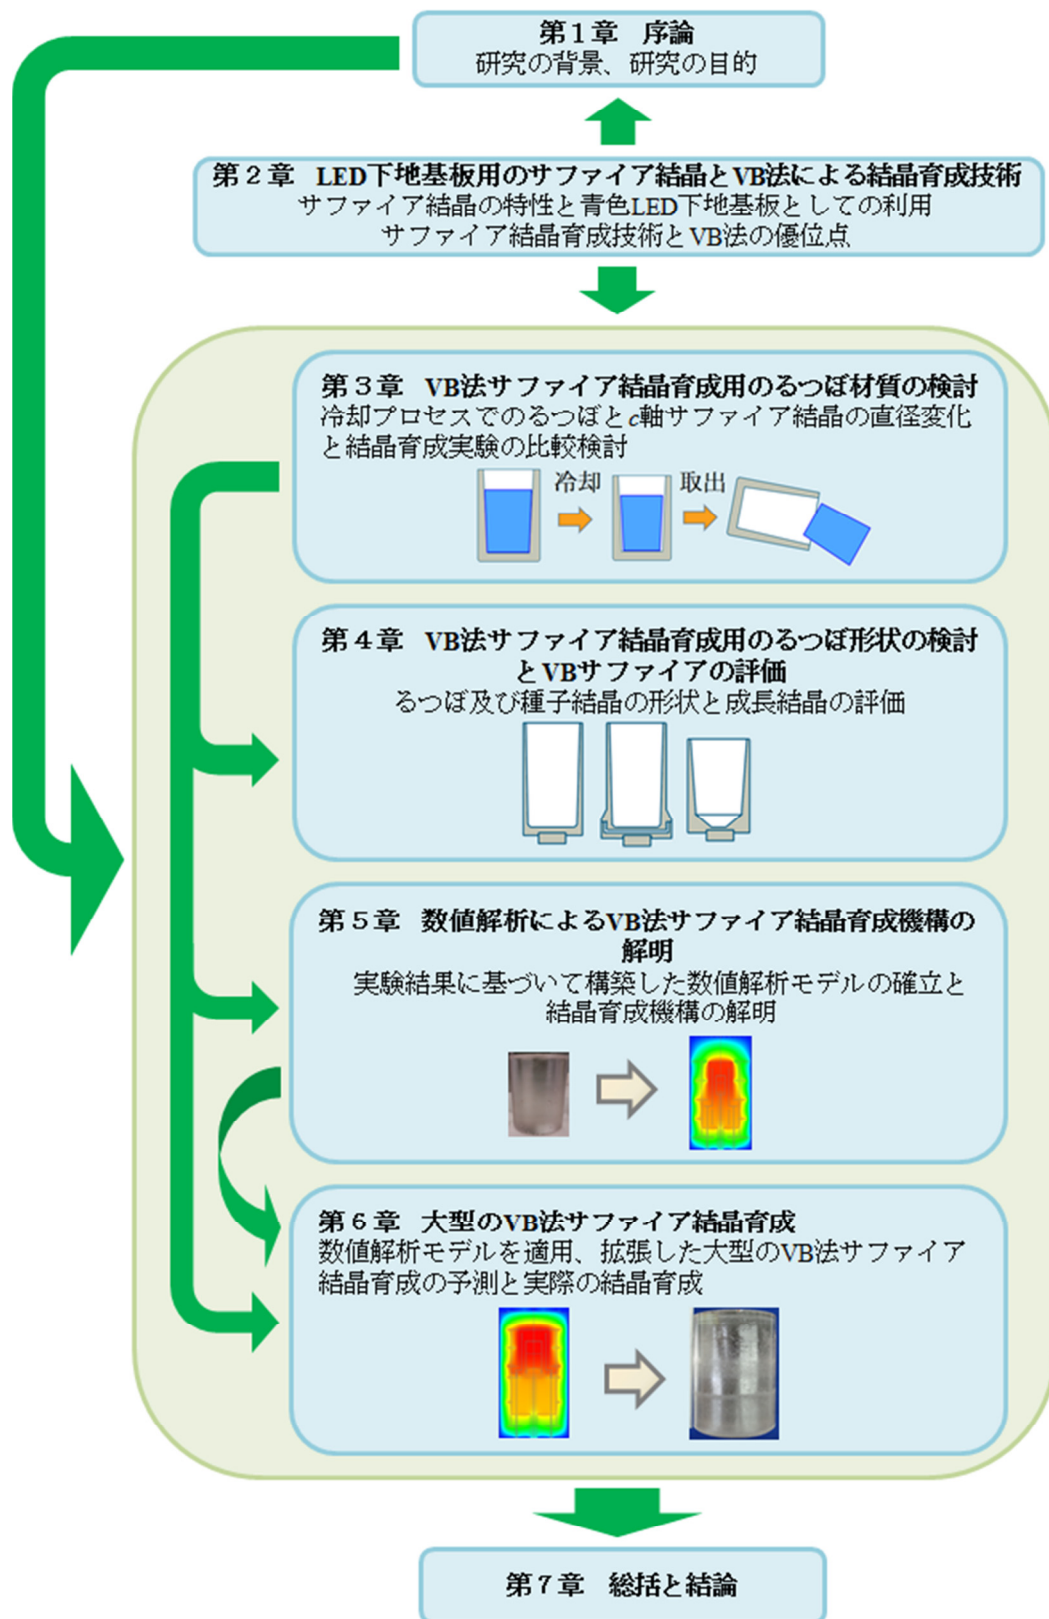 第１章　序論
研究の背景、研究の目的
第２章　LED下地基板用のサファイア結晶とVB法による結晶育成技術
サファイア結晶の特性と青色LED下地基板としての利用
サファイア結晶育成技術とVB法の優位点
第３章　VB法サファイア結晶育成用のるつぼ材質の検討
冷却プロセスでのるつぼとc軸サファイア結晶の直径変化
と結晶育成実験の比較検討
冷却　取出
第４章　VB法サファイア結晶育成用のるつぼ形状の検討
とVBサファイアの評価
るつぼ及び種子結晶の形状と成長結晶の評価
第５章　数値解析によるVB法サファイア結晶育成機構の
解明
実験結果に基づいて構築した数値解析モデルの確立と
結晶育成機構の解明
第６章　大型のVB法サファイア結晶育成
数値解析モデルを適用、拡張した大型のVB法サファイア
結晶育成の予測と実際の結晶育成
第７章　総括と結論